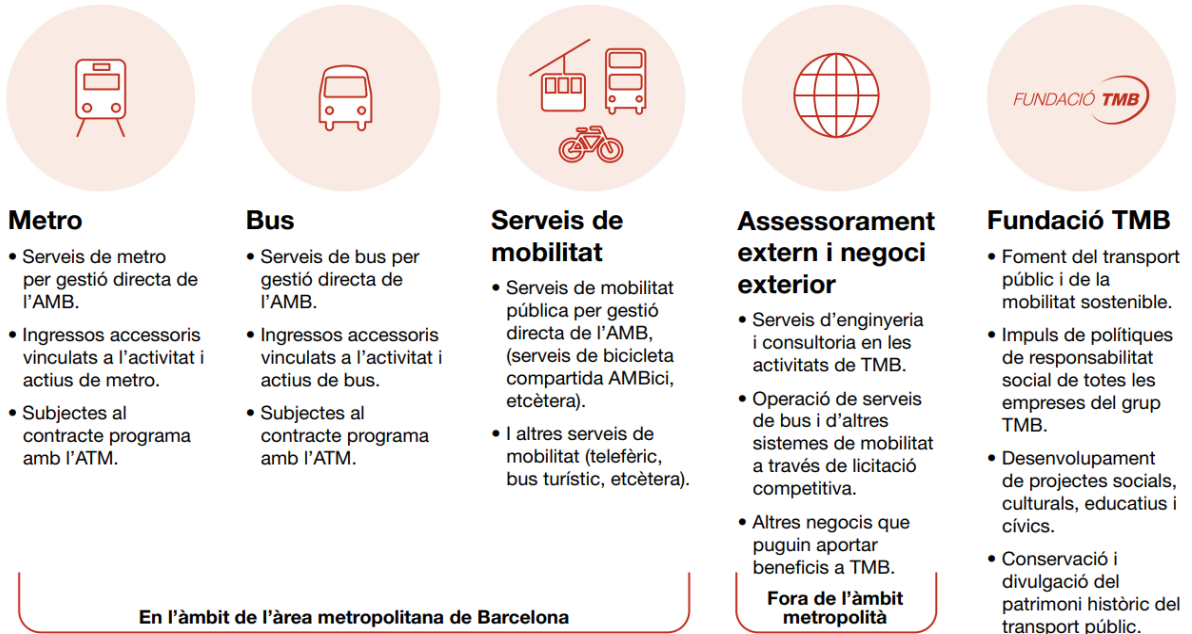 FUNDACIÓ TMB
Metro
• Serveis de metro
per gestió directa de
l'AMB.
• Ingressos accessoris
vinculats a l'activitat i
actius de metro.
• Subjectes al
contracte programa
amb l'ATM.
Bus
• Serveis de bus per
gestió directa de
l'AMB.
• Ingressos accessoris
vinculats a l'activitat i
actius de bus.
• Subjectes al
contracte programa
amb l'ATM.
Serveis de
mobilitat
• Serveis de mobilitat
pública per gestió
directa de l'AMB,
(serveis de bicicleta
compartida AMBici,
etcètera).
• I altres serveis de
mobilitat (telefèric,
bus turístic, etcètera).
En l'àmbit de l'àrea metropolitana de Barcelona
Assessorament
extern i negoci
exterior
• Serveis d'enginyeria
i consultoria en les
activitats de TMB.
• Operació de serveis
de bus i d'altres
sistemes de mobilitat
a través de licitació
competitiva.
• Altres negocis que
puguin aportar
beneficis a TMB.
Fora de l'àmbit
metropolità
Fundació TMB
• Foment del transport
públic i de la
mobilitat sostenible.
• Impuls de polítiques
de responsabilitat
social de totes les
empreses del grup
TMB.
• Desenvolupament
de projectes socials,
culturals, educatius i
cívics.
• Conservació i
divulgació del
patrimoni històric del
transport públic.